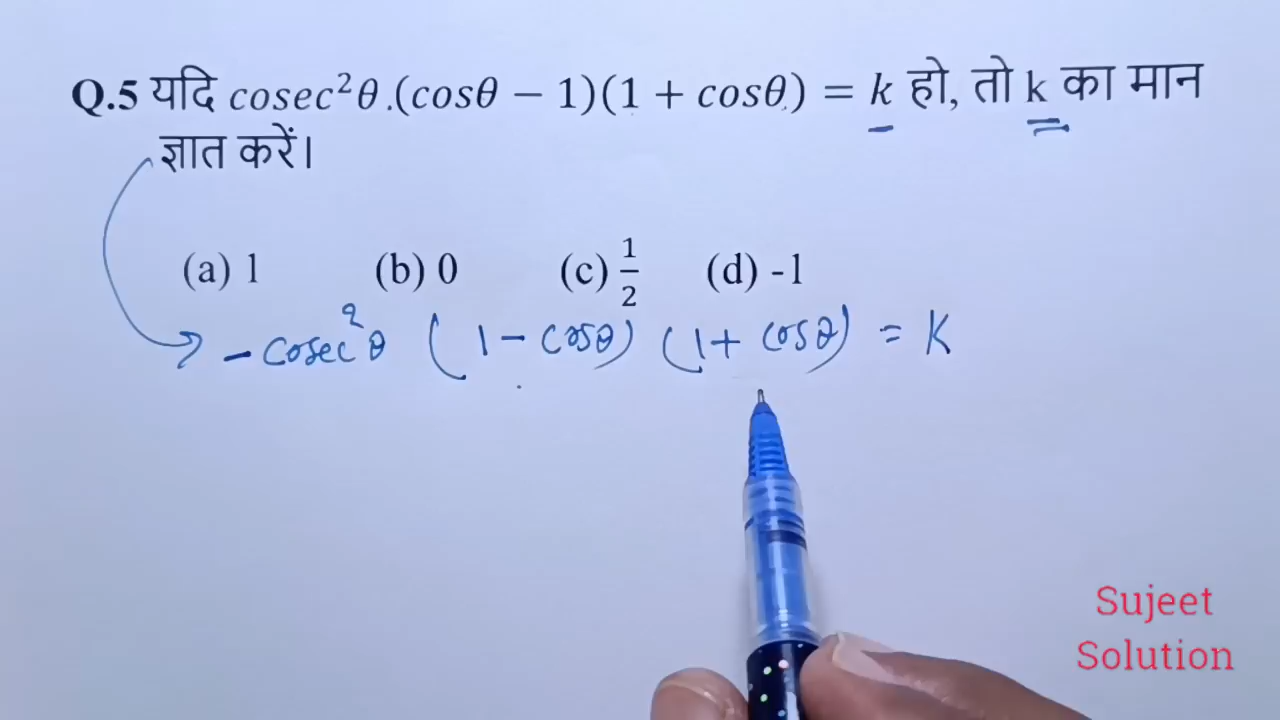 Q.5 यदि cosec²θ .(cosθ − 1)(1 + cosθ) = k हो, तो k का मान
ज्ञात करें।
(a) 1 (b) 0 (c) 1/2 (d) -1
- cosec²θ (1 - cosθ) (1 + cosθ) = K
Sujeet
Solution